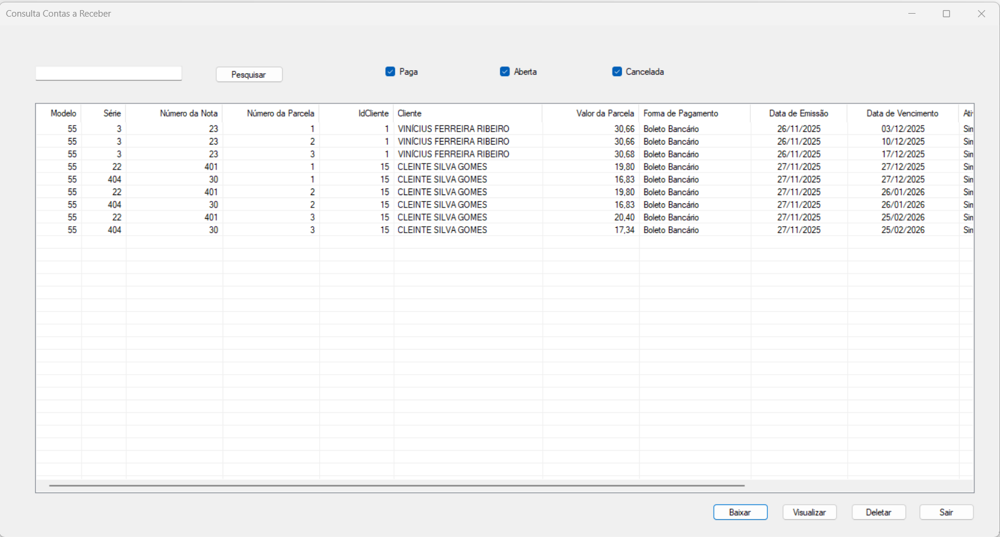 Consulta Contas a Receber
Pesquisar Paga Aberta Cancelada
Modelo Série Número da Nota Número da Parcela IdCliente Cliente Valor da Parcela Forma de Pagamento Data de Emissão Data de Vencimento Ati
55 3 23 1 1 VINÍCIUS FERREIRA RIBEIRO 30,66 Boleto Bancário 26/11/2025 03/12/2025 Sin
55 3 23 2 1 VINÍCIUS FERREIRA RIBEIRO 30,66 Boleto Bancário 26/11/2025 10/12/2025 Sin
55 3 23 3 1 VINÍCIUS FERREIRA RIBEIRO 30,68 Boleto Bancário 26/11/2025 17/12/2025 Sin
55 22 401 1 15 CLEINTE SILVA GOMES 19,80 Boleto Bancário 27/11/2025 27/12/2025 Sin
55 404 30 1 15 CLEINTE SILVA GOMES 16,83 Boleto Bancário 27/11/2025 27/12/2025 Sin
55 22 401 2 15 CLEINTE SILVA GOMES 19,80 Boleto Bancário 27/11/2025 26/01/2026 Sin
55 404 30 2 15 CLEINTE SILVA GOMES 16,83 Boleto Bancário 27/11/2025 26/01/2026 Sin
55 22 401 3 15 CLEINTE SILVA GOMES 20,40 Boleto Bancário 27/11/2025 25/02/2026 Sin
55 404 30 3 15 CLEINTE SILVA GOMES 17,34 Boleto Bancário 27/11/2025 25/02/2026 Sin
Baixar Visualizar Deletar Sair